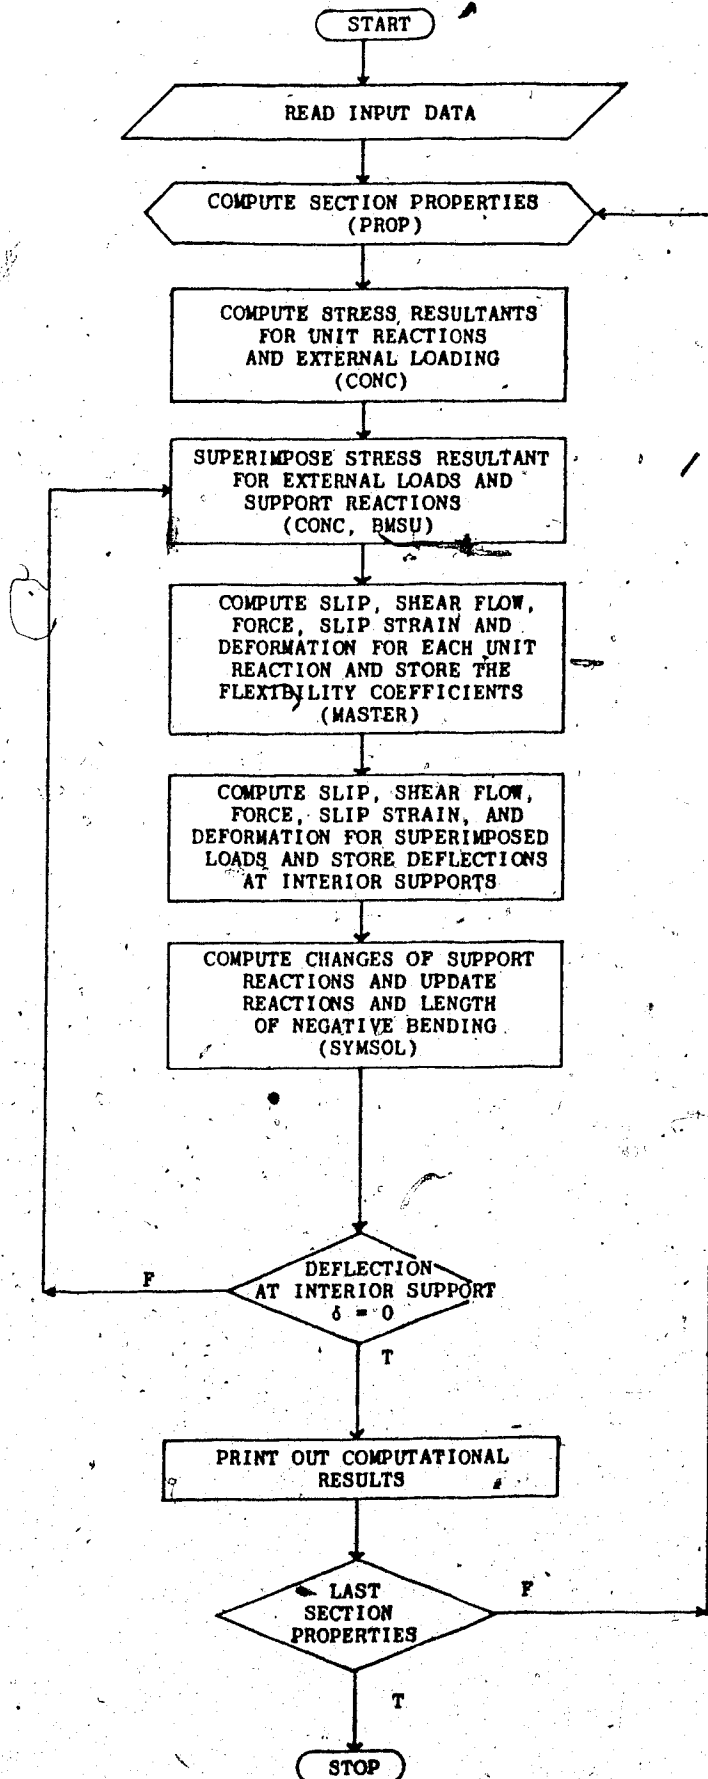 START
READ INPUT DATA
COMPUTE SECTION PROPERTIES
(PROP)
COMPUTE STRESS RESULTANTS
FOR UNIT REACTIONS
AND EXTERNAL LOADING
(CONC)
SUPERIMPOSE STRESS RESULTANT
FOR EXTERNAL LOADS AND
SUPPORT REACTIONS
(CONC, BMSU)
COMPUTE SLIP, SHEAR FLOW,
FORCE, SLIP STRAIN AND
DEFORMATION FOR EACH UNIT
REACTION AND STORE THE
FLEXIBILITY COEFFICIENTS
(MASTER)
COMPUTE SLIP, SHEAR FLOW,
FORCE, SLIP STRAIN, AND
DEFORMATION FOR SUPERIMPOSED
LOADS AND STORE DEFLECTIONS
AT INTERIOR SUPPORTS
COMPUTE CHANGES OF SUPPORT
REACTIONS AND UPDATE
REACTIONS AND LENGTH
OF NEGATIVE BENDING
(SYMSOL)
DEFLECTION
F
AT INTERIOR SUPPORT
δ = 0
T
PRINT OUT COMPUTATIONAL
RESULTS
LAST
F
SECTION
PROPERTIES
T
STOP